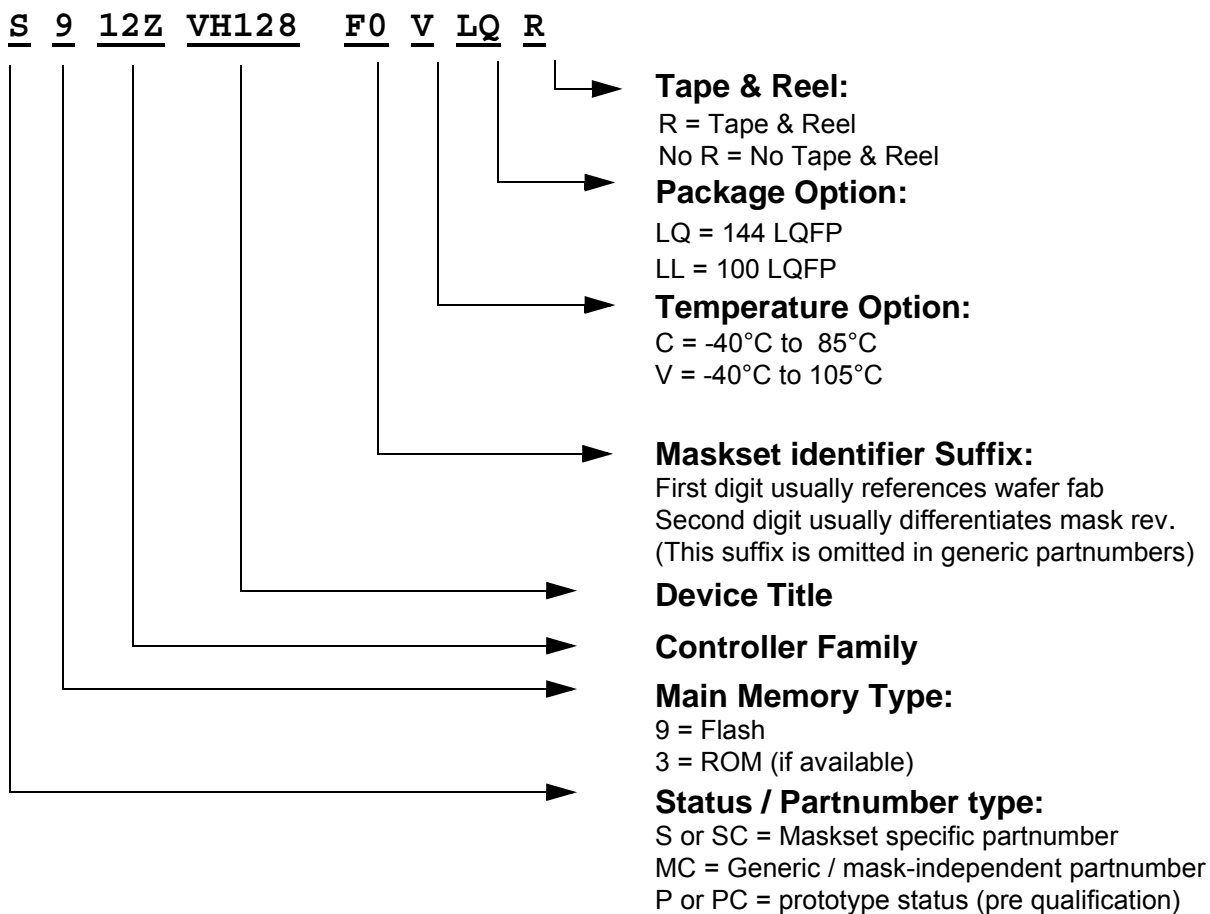 S 9 12Z VH128 F0 V LQ R
Tape & Reel:
R = Tape & Reel
No R = No Tape & Reel
Package Option:
LQ = 144 LQFP
LL = 100 LQFP
Temperature Option:
C = -40°C to 85°C
V = -40°C to 105°C
Maskset identifier Suffix:
First digit usually references wafer fab
Second digit usually differentiates mask rev.
(This suffix is omitted in generic partnumbers)
Device Title
Controller Family
Main Memory Type:
9 = Flash
3 = ROM (if available)
Status / Partnumber type:
S or SC = Maskset specific partnumber
MC = Generic / mask-independent partnumber
P or PC = prototype status (pre qualification)